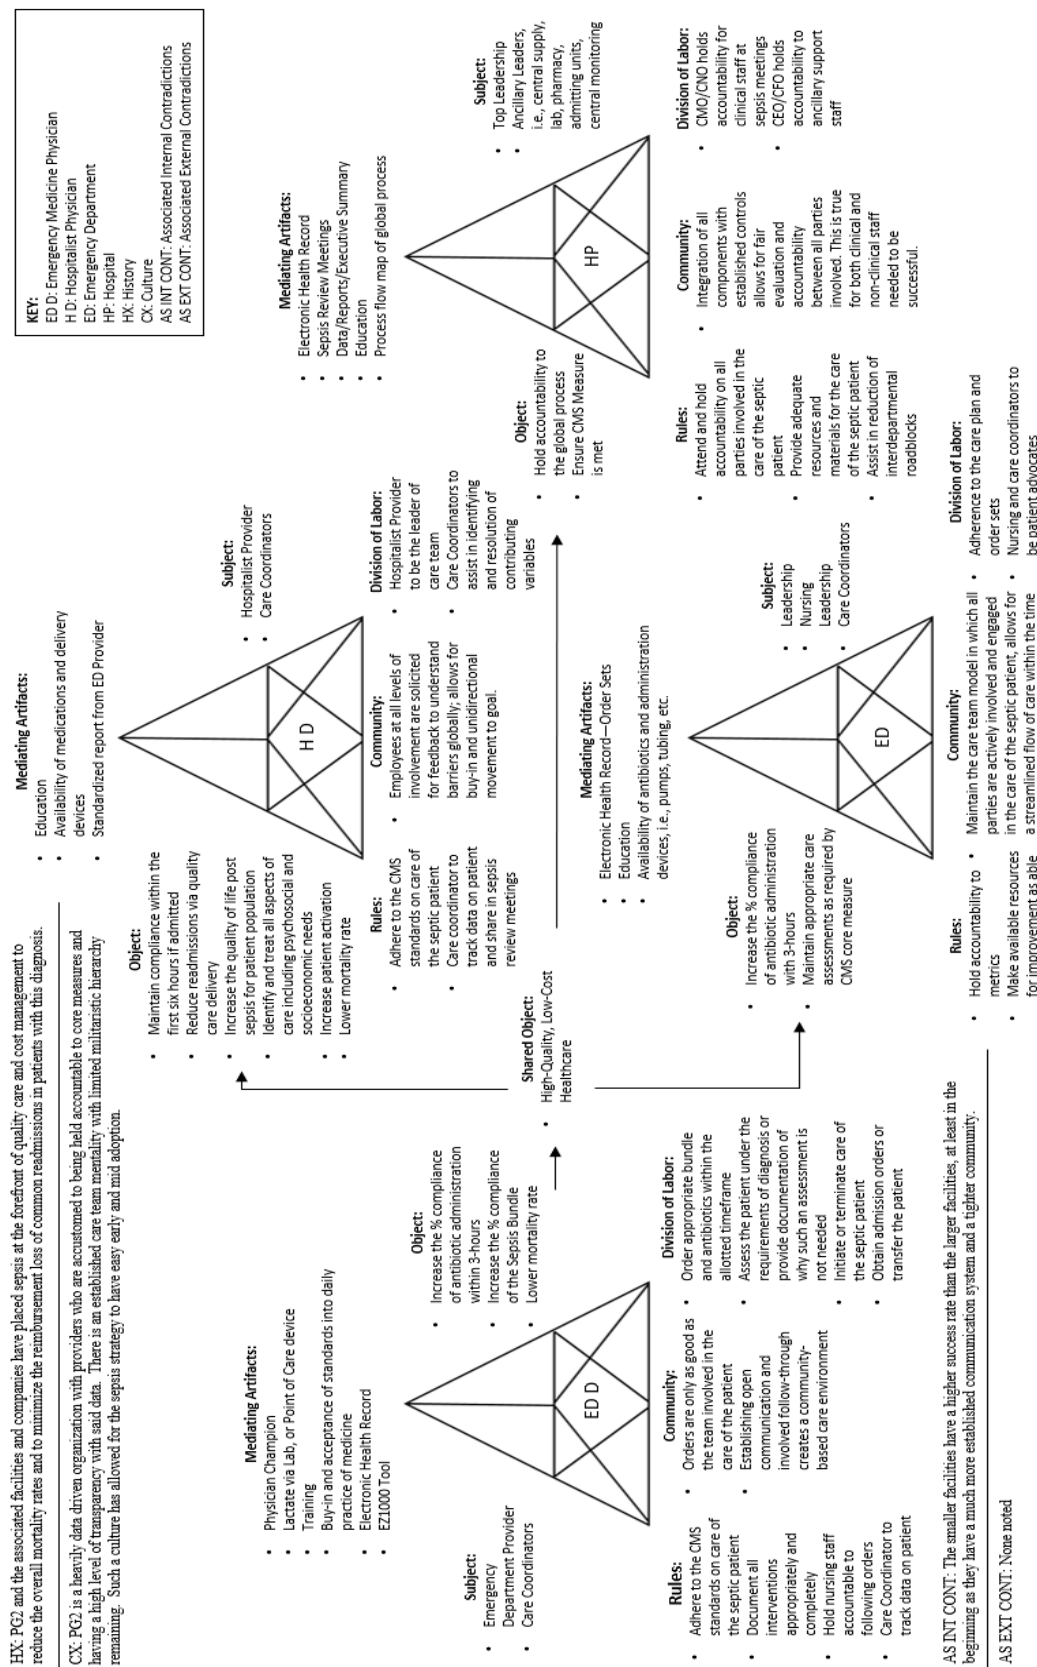 HX: PG2 and the associated facilities and companies have placed sepsis at the forefront of quality care and cost management to
reduce the overall mortality rates and to minimize the reimbursement loss of common readmissions in patients with this diagnosis.
CX: PG2 is a heavily data driven organization with providers who are accustomed to being held accountable to core measures and
having a high level of transparency with said data. There is an established care team mentality with limited militaristic hierarchy
remaining. Such a culture has allowed for the sepsis strategy to have easy early and mid adoption.
KEY:
ED D: Emergency Medicine Physician
H D: Hospitalist Physician
ED: Emergency Department
HP: Hospital
HX: History
CX: Culture
AS INT CONT: Associated Internal Contradictions
AS EXT CONT: Associated External Contradictions
Mediating Artifacts:
• Education
• Availability of medications and delivery
devices
• Standardized report from ED Provider
Object:
• Maintain compliance within the
first six hours if admitted
• Reduce readmissions via quality
care delivery
• Increase the quality of life post
sepsis for patient population
• Identify and treat all aspects of
care including psychosocial and
socioeconomic needs
• Increase patient activation
• Lower mortality rate
H D
Subject:
• Hospitalist Provider
• Care Coordinators
Rules:
• Adhere to the CMS
standards on care of
the septic patient
• Care coordinator to
track data on patient
and share in sepsis
review meetings
Community:
• Employees at all levels of
involvement are solicited
for feedback to understand
barriers globally; allows for
buy-in and unidirectional
movement to goal.
Division of Labor:
• Hospitalist Provider
to be the leader of
care team
• Care Coordinators to
assist in identifying
and resolution of
contributing
variables
Mediating Artifacts:
• Electronic Health Record
• Sepsis Review Meetings
• Data/Reports/Executive Summary
• Education
• Process flow map of global process
Object:
• Hold accountability to
the global process
• Ensure CMS Measure
is met
HP
Subject:
• Top Leadership
• Ancillary Leaders,
i.e., central supply,
lab, pharmacy,
admitting units,
central monitoring
Rules:
• Attend and hold
accountability on all
parties involved in the
care of the septic
patient
• Provide adequate
resources and
materials for the care
of the septic patient
• Assist in reduction of
interdepartmental
roadblocks
Community:
• Integration of all
components with
established controls
allows for fair
evaluation and
accountability
between all parties
involved. This is true
for both clinical and
non-clinical staff
needed to be
successful.
Division of Labor:
• CMO/CNO holds
accountability for
clinical staff at
sepsis meetings
• CEO/CFO holds
accountability to
ancillary support
staff
Mediating Artifacts:
• Physician Champion
• Lactate via Lab, or Point of Care device
• Training
• Buy-in and acceptance of standards into daily
practice of medicine
• Electronic Health Record
• EZ1000 Tool
Subject:
• Emergency
Department Provider
• Care Coordinators
ED D
Object:
• Increase the % compliance
of antibiotic administration
within 3-hours
• Increase the % compliance
of the Sepsis Bundle
• Lower mortality rate
Shared Object:
• High-Quality, Low-Cost
Healthcare
Rules:
• Adhere to the CMS
standards on care of
the septic patient
• Document all
interventions
appropriately and
completely
• Hold nursing staff
accountable to
following orders
• Care Coordinator to
track data on patient
Community:
• Orders are only as good as
the team involved in the
care of the patient
• Establishing open
communication and
involved follow-through
creates a community-
based care environment
Division of Labor:
• Order appropriate bundle
and antibiotics within the
allotted timeframe
• Assess the patient under the
requirements of diagnosis or
provide documentation of
why such an assessment is
not needed
• Initiate or terminate care of
the septic patient
• Obtain admission orders or
transfer the patient
Mediating Artifacts:
• Electronic Health Record—Order Sets
• Education
• Availability of antibiotics and administration
devices, i.e., pumps, tubing, etc.
Object:
• Increase the % compliance
of antibiotic administration
with 3-hours
• Maintain appropriate care
assessments as required by
CMS core measure
ED
Subject:
• Leadership
• Nursing
Leadership
• Care Coordinators
Rules:
• Hold accountability to
metrics
• Make available resources
for improvement as able
Community:
• Maintain the care team model in which all
parties are actively involved and engaged
in the care of the septic patient, allows for
a streamlined flow of care within the time
Division of Labor:
• Adherence to the care plan and
order sets
• Nursing and care coordinators to
be patient advocates
AS INT CONT: The smaller facilities have a higher success rate than the larger facilities, at least in the
beginning as they have a much more established communication system and a tighter community.
AS EXT CONT: None noted